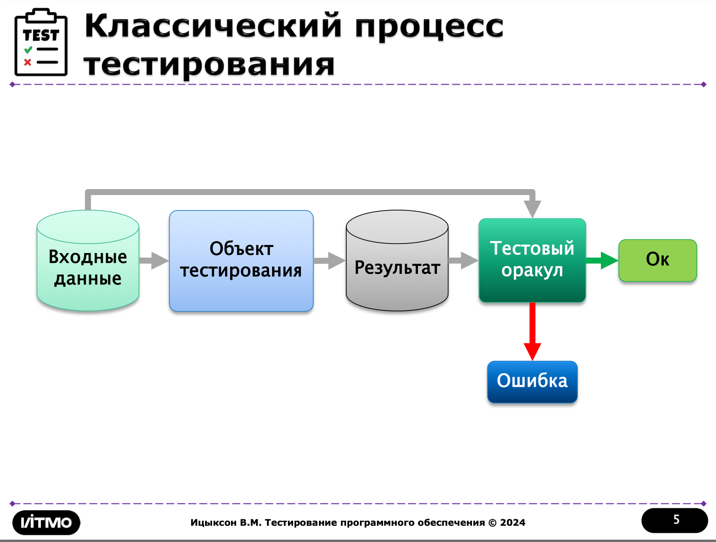 TEST
Классический процесс
тестирования
Входные
данные
Объект
тестирования
Результат
Тестовый
оракул
Ок
Ошибка
ИТМО
Ицыксон В.М. Тестирование программного обеспечения © 2024
5